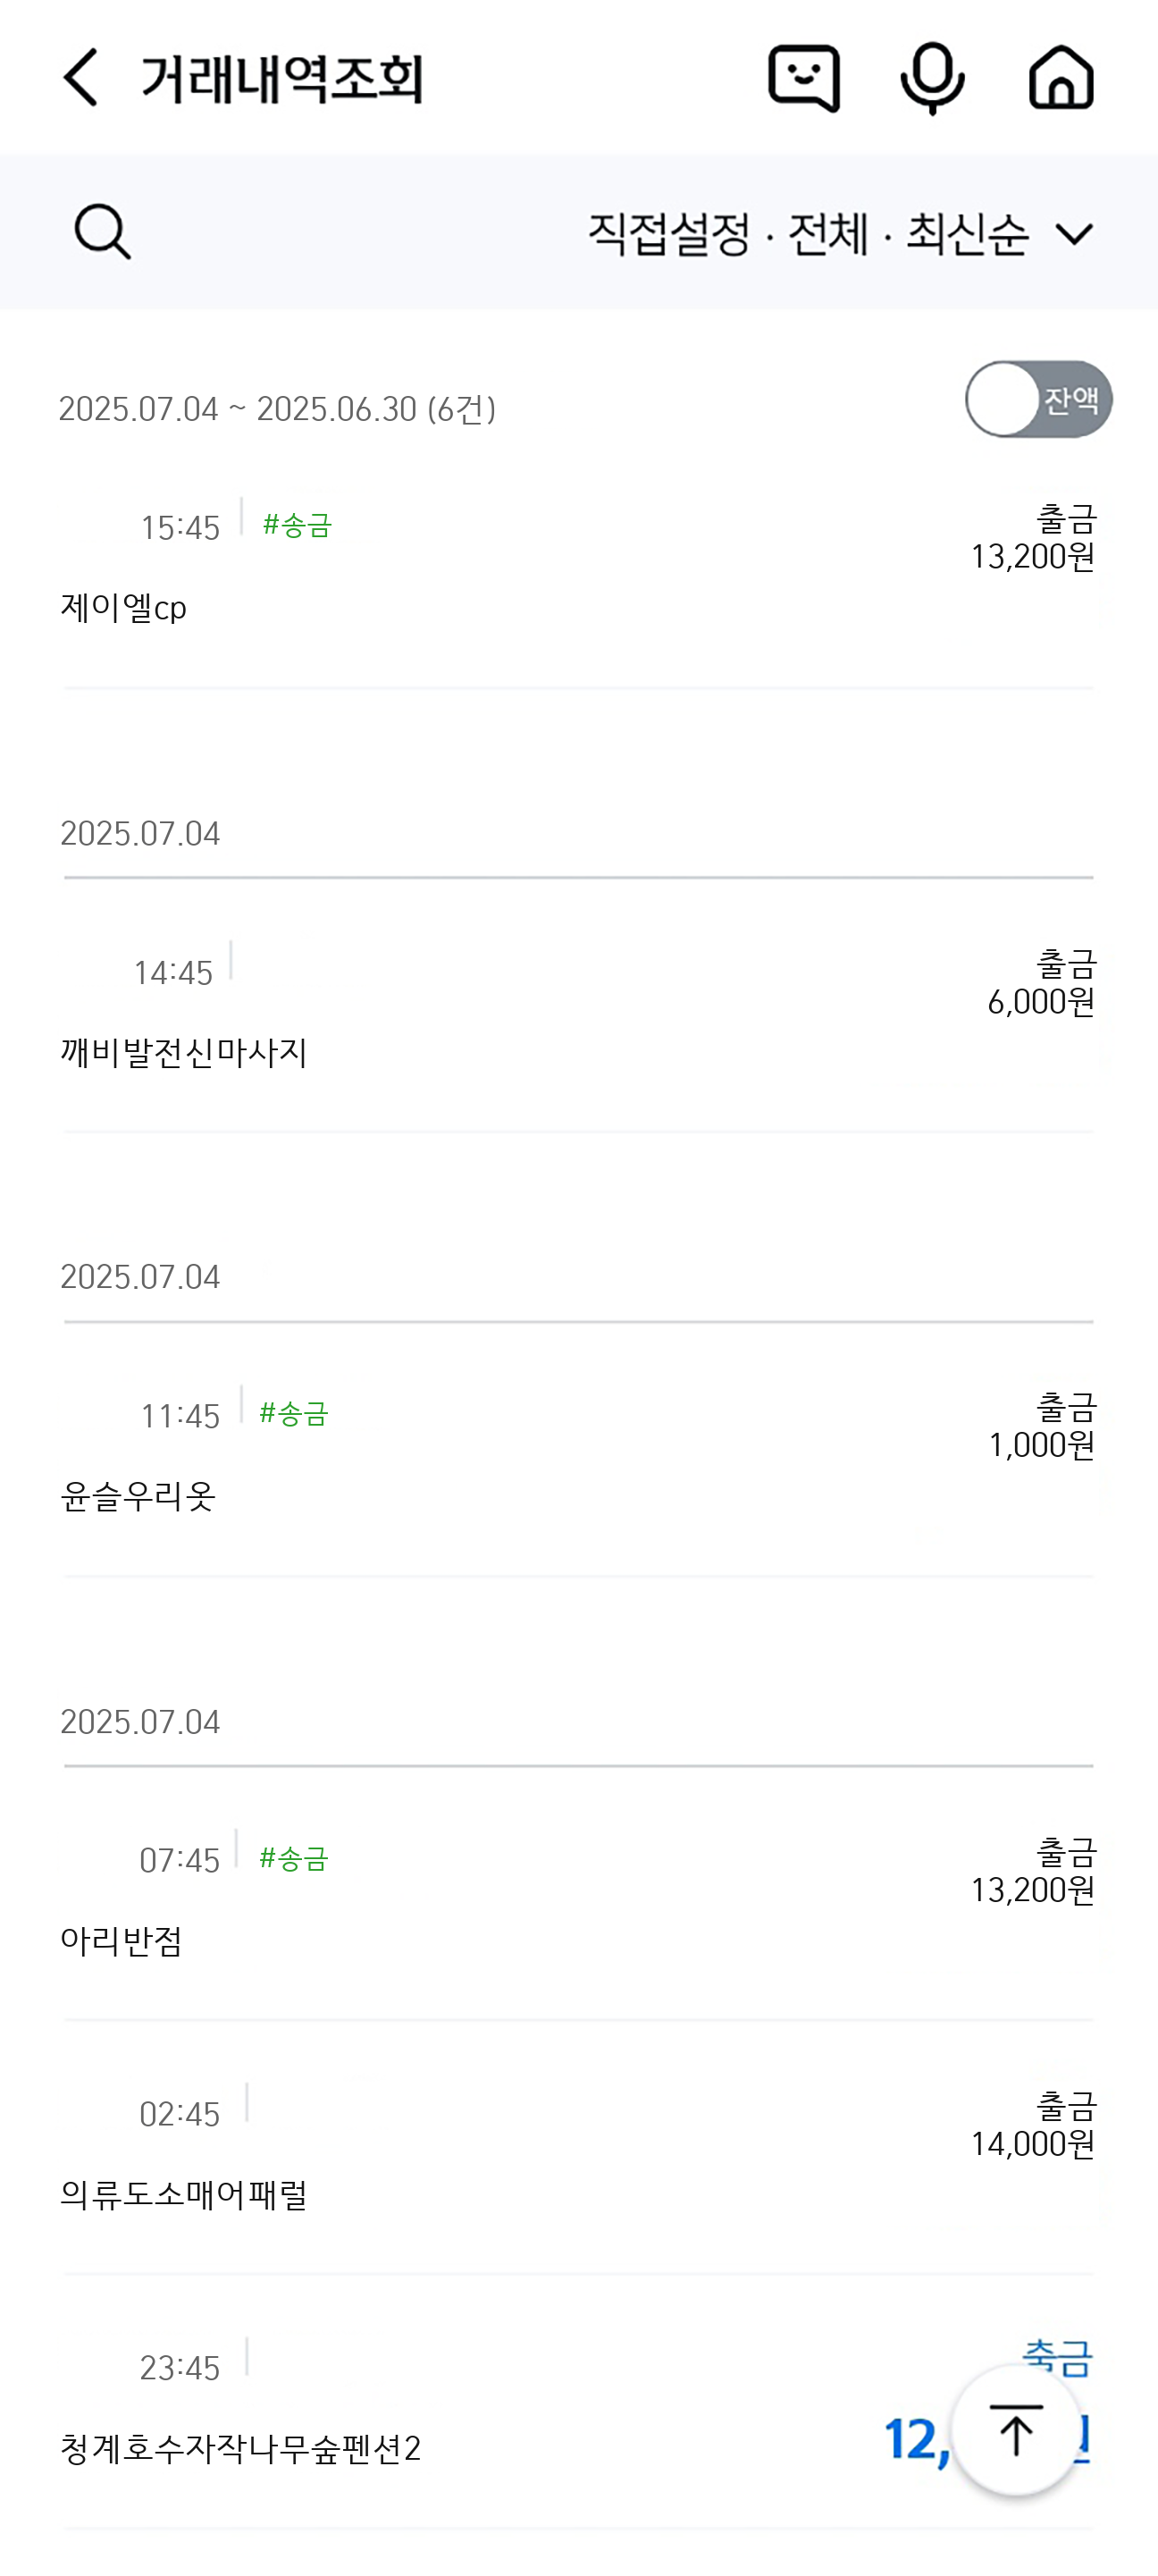 거래내역조회
직접설정 · 전체 · 최신순
2025.07.04 ~ 2025.06.30 (6건)
잔액
15:45 #송금
출금
13,200원
제이엘cp
2025.07.04
14:45
출금
6,000원
깨비발전신마사지
2025.07.04
11:45 #송금
출금
1,000원
윤슬우리옷
2025.07.04
07:45 #송금
출금
13,200원
아리반점
02:45
출금
14,000원
의류도소매어패럴
23:45
12,
청계호수자작나무숲펜션2